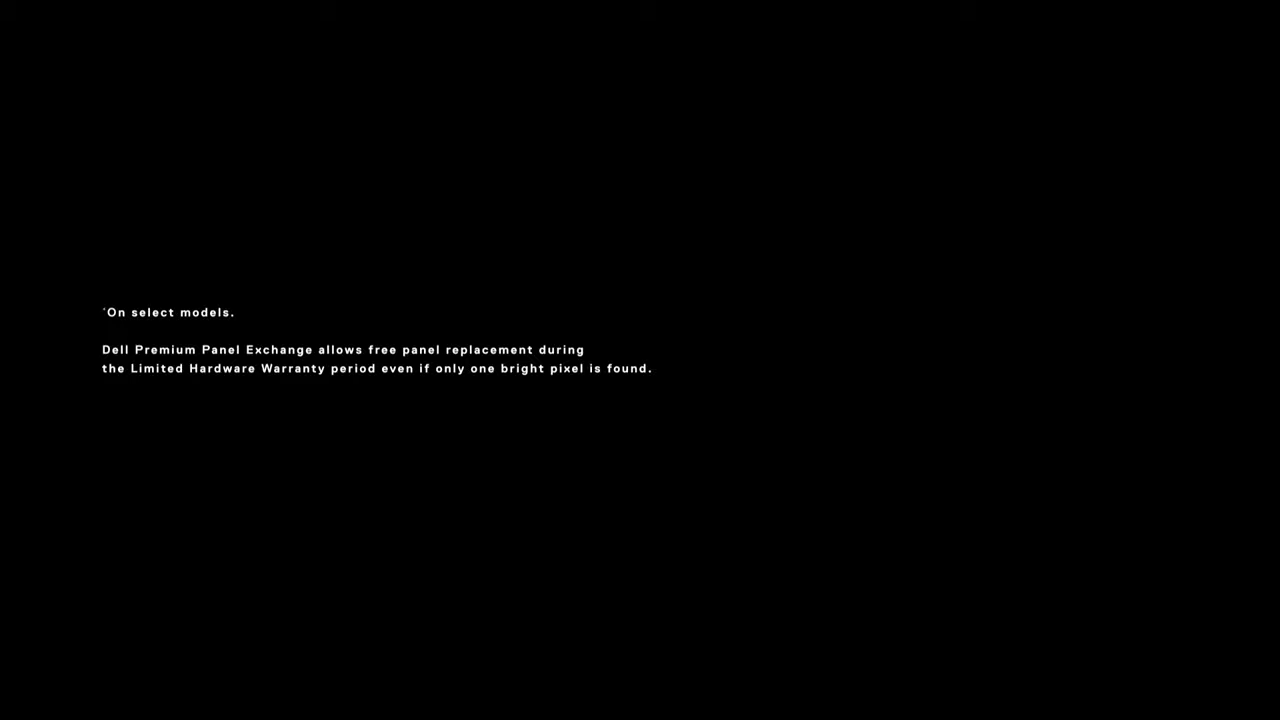 *On select models.
Dell Premium Panel Exchange allows free panel replacement during
the Limited Hardware Warranty period even if only one bright pixel is found.